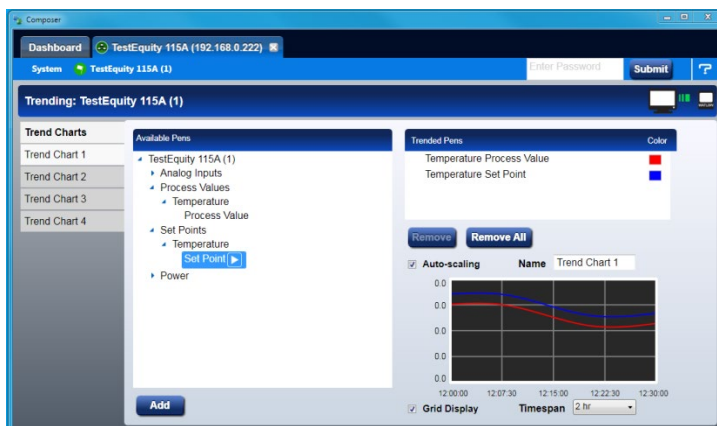 Composer
Dashboard TestEquity 115A (192.168.0.222)
System TestEquity 115A (1) Enter Password Submit ?
Trending: TestEquity 115A (1)
Trend Charts
Trend Chart 1
Trend Chart 2
Trend Chart 3
Trend Chart 4
Available Pens
TestEquity 115A (1)
Analog Inputs
Process Values
Temperature
Process Value
Set Points
Temperature
Set Point
Power
Add
Trended Pens Color
Temperature Process Value
Temperature Set Point
Remove Remove All
Auto-scaling Name Trend Chart 1
0.0
0.0
0.0
0.0
0.0
12:00:00 12:07:30 12:15:00 12:22:30 12:30:00
Grid Display Timespan 2 hr